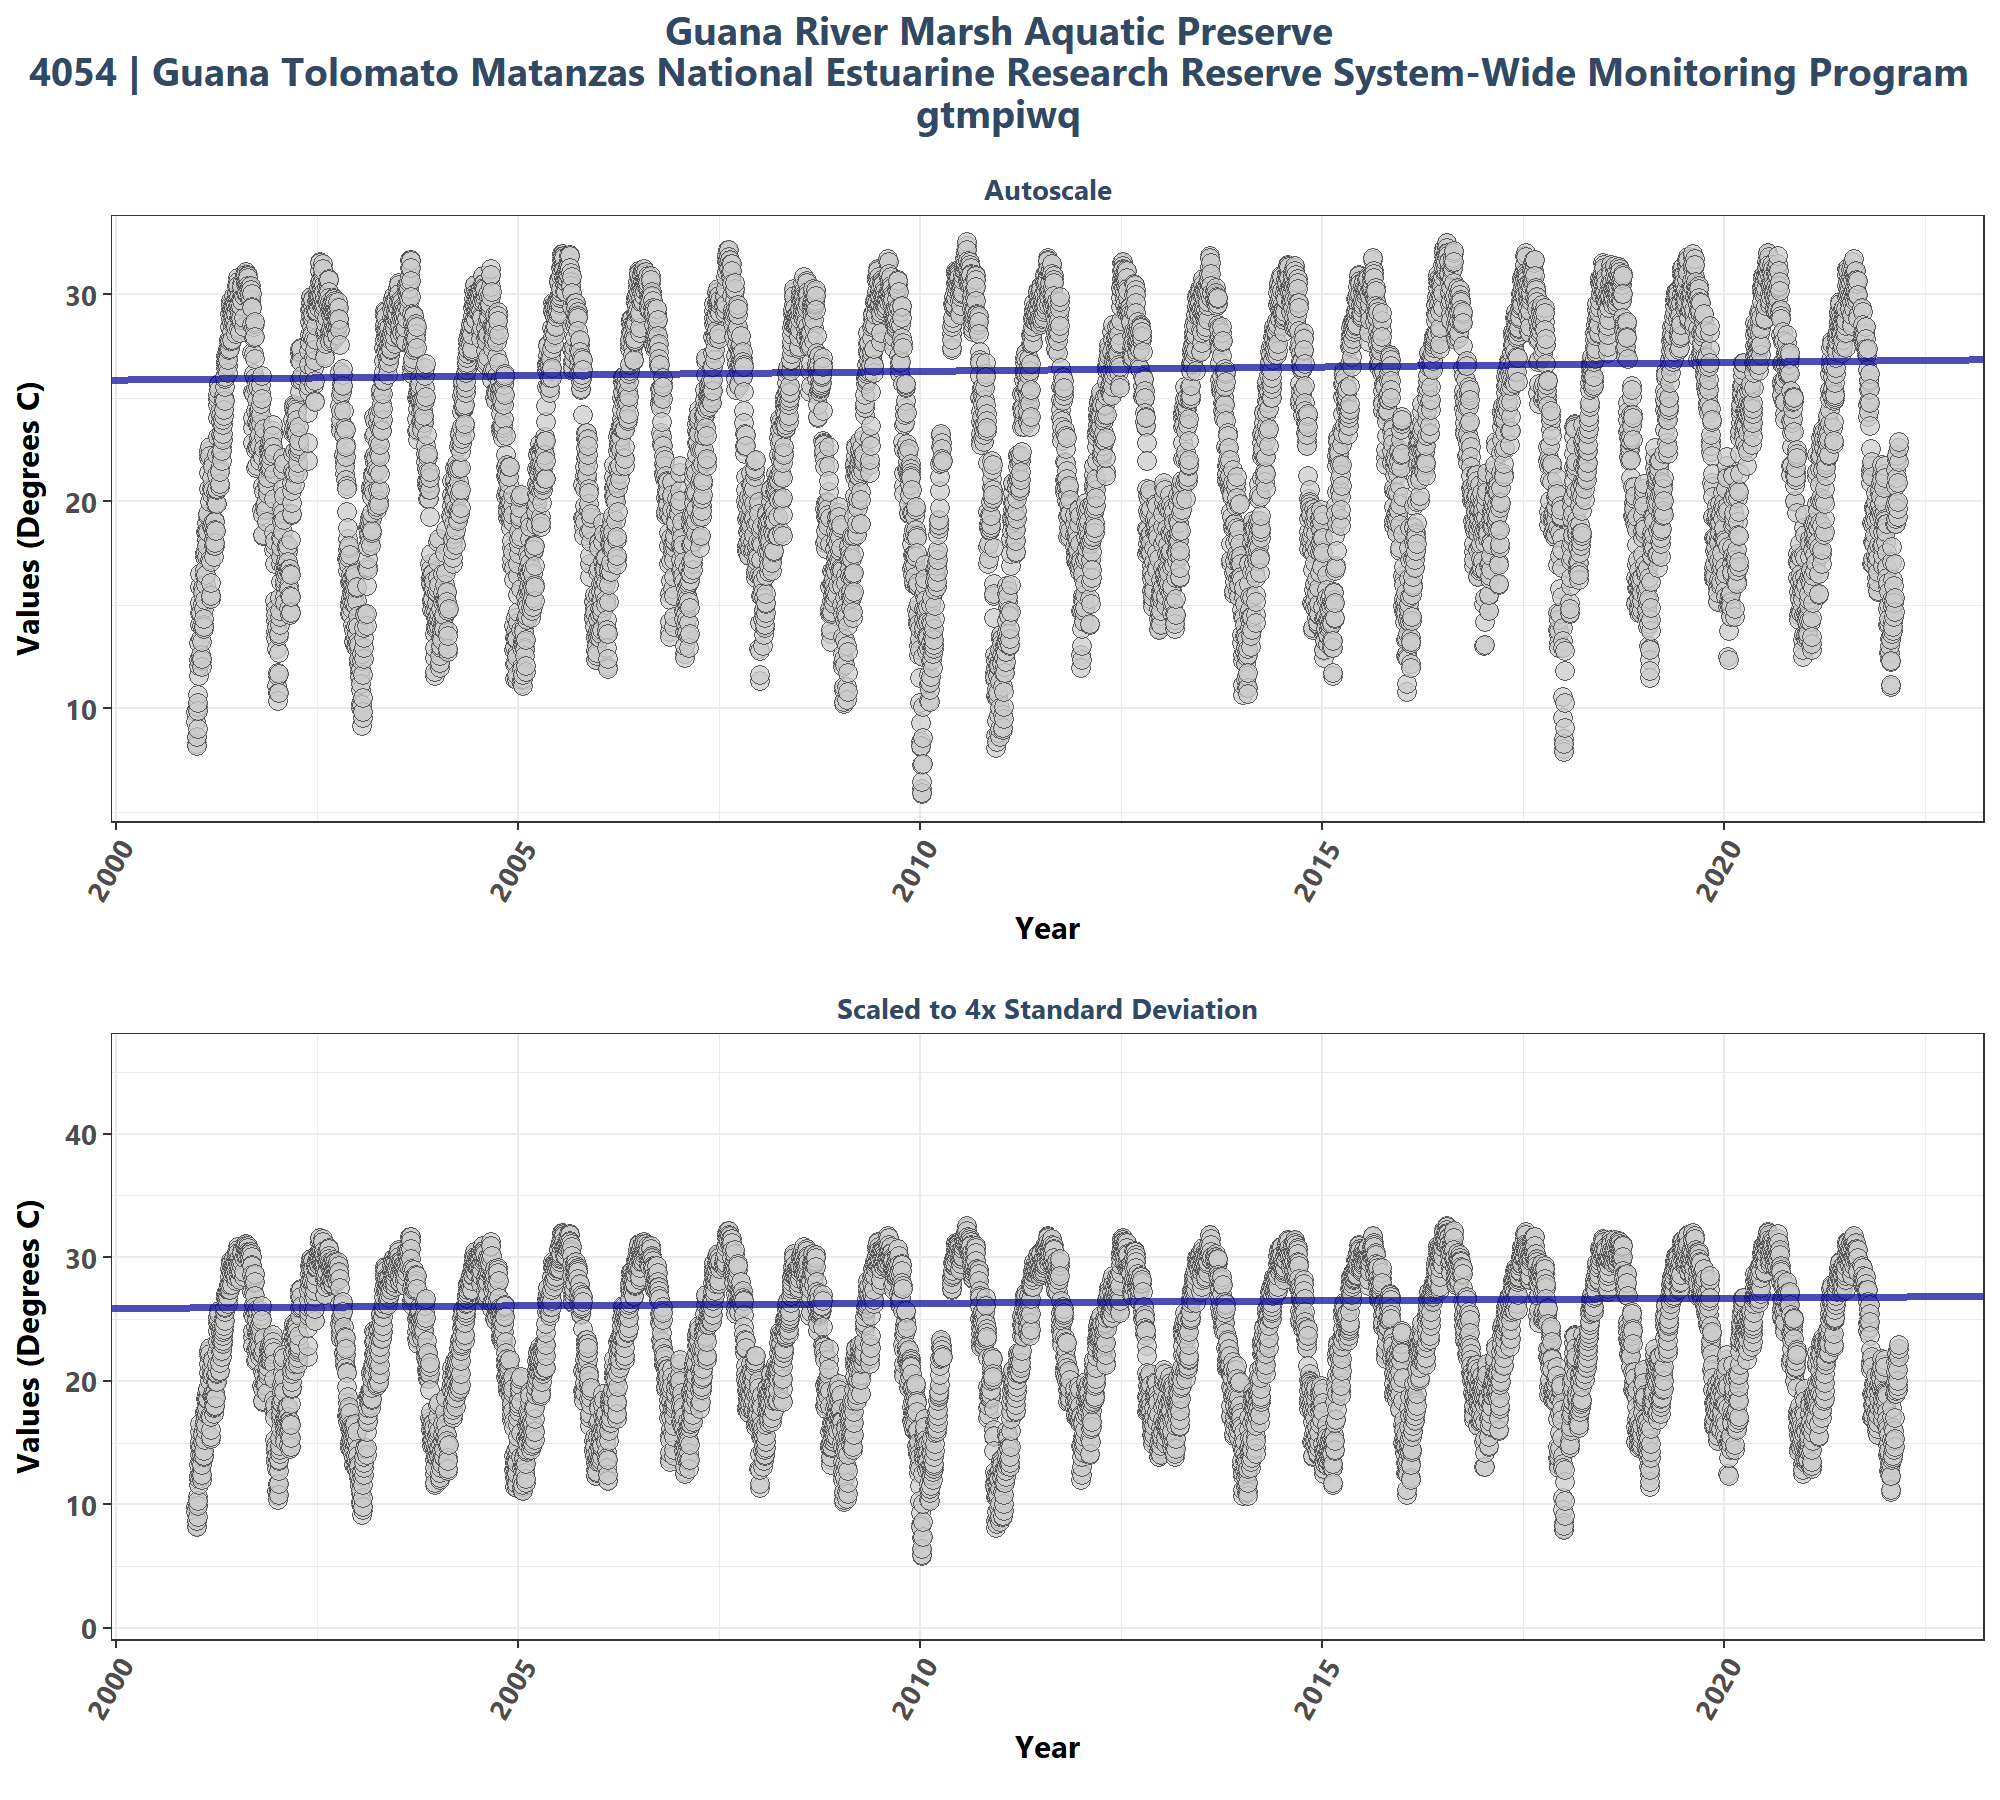 Guana River Marsh Aquatic Preserve
4054 | Guana Tolomato Matanzas National Estuarine Research Reserve System-Wide Monitoring Program
gtmpiwq
Autoscale
Values (Degrees C)
30
20
10
2000
2005
2010
2015
2020
Year
Scaled to 4x Standard Deviation
Values (Degrees C)
40
30
20
10
0
2000
2005
2010
2015
2020
Year